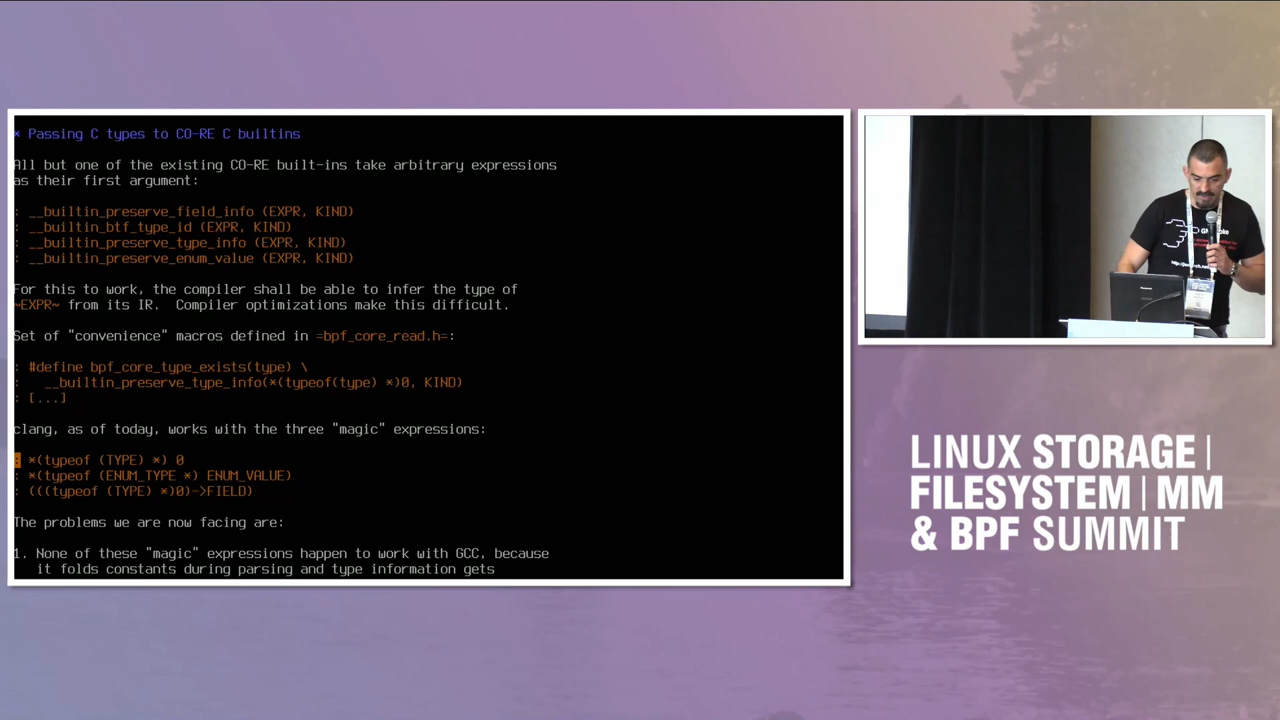 * Passing C types to CO-RE C builtins
All but one of the existing CO-RE built-ins take arbitrary expressions
as their first argument:
: __builtin_preserve_field_info (EXPR, KIND)
: __builtin_btf_type_id (EXPR, KIND)
: __builtin_preserve_type_info (EXPR, KIND)
: __builtin_preserve_enum_value (EXPR, KIND)
For this to work, the compiler shall be able to infer the type of
~EXPR~ from its IR.  Compiler optimizations make this difficult.
Set of "convenience" macros defined in =bpf_core_read.h=:
: #define bpf_core_type_exists(type) \
:   __builtin_preserve_type_info(*(typeof(type) *)0, KIND)
: [...]
clang, as of today, works with the three "magic" expressions:
: *(typeof (TYPE) *) 0
: *(typeof (ENUM_TYPE *) ENUM_VALUE)
: (((typeof (TYPE) *)0)->FIELD)
The problems we are now facing are:
1. None of these "magic" expressions happen to work with GCC, because
it folds constants during parsing and type information gets
LINUX STORAGE |
FILESYSTEM | MM
& BPF SUMMIT